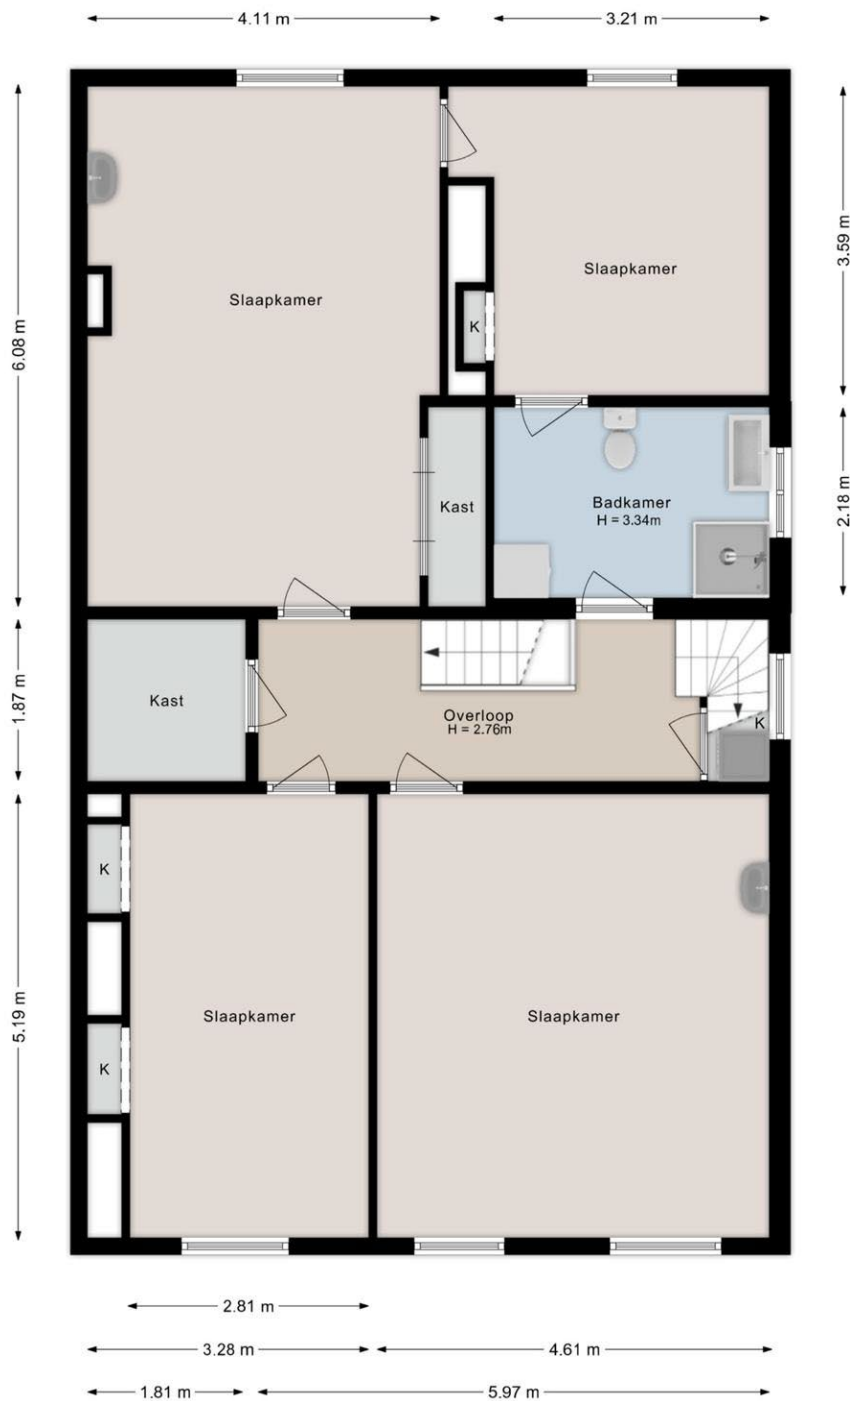 4.11 m
3.21 m
6.08 m
3.59 m
Slaapkamer
Slaapkamer
K
2.18 m
Kast
Badkamer
H = 3.34m
1.87 m
Kast
Overloop
H = 2.76m
K
5.19 m
K
Slaapkamer
Slaapkamer
K
2.81 m
3.28 m
4.61 m
1.81 m
5.97 m